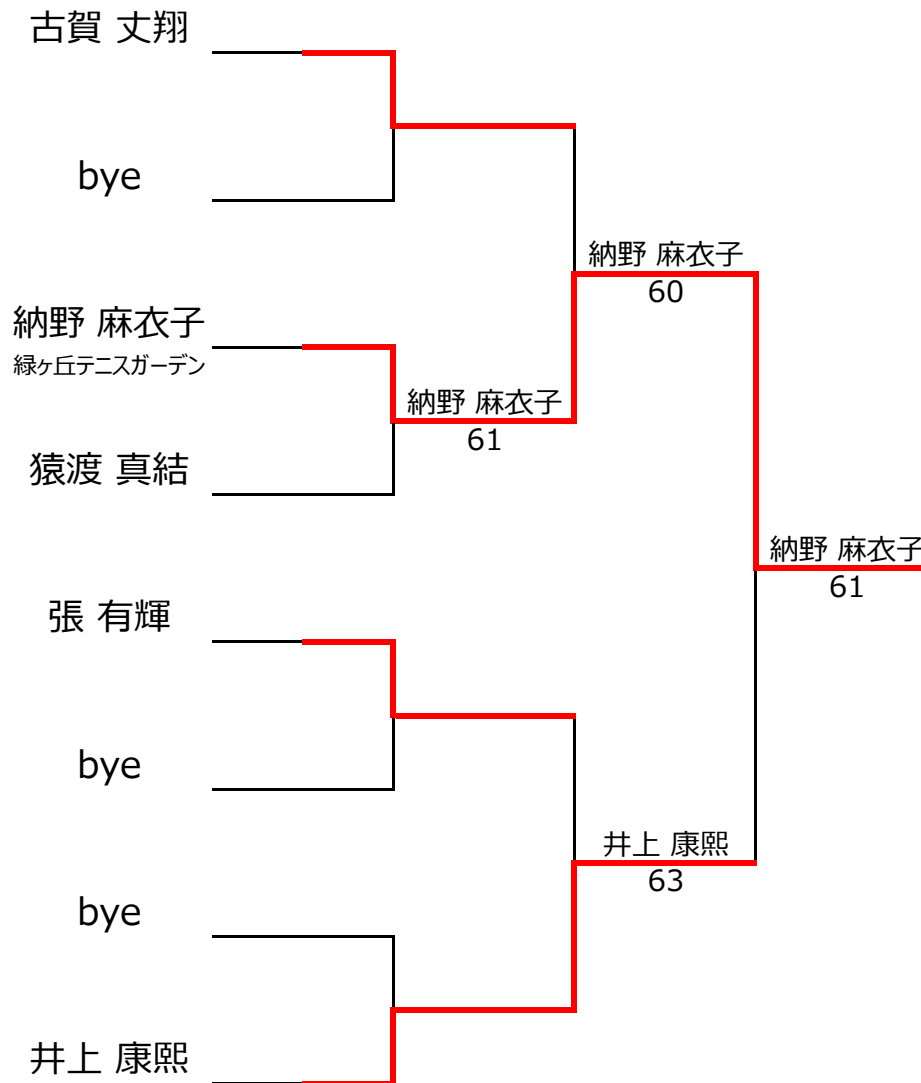 古賀 丈翔
bye
納野 麻衣子
60
納野 麻衣子
緑ヶ丘テニスガーデン
納野 麻衣子
61
猿渡 真結
納野 麻衣子
61
張 有輝
bye
井上 康熙
63
bye
井上 康熙